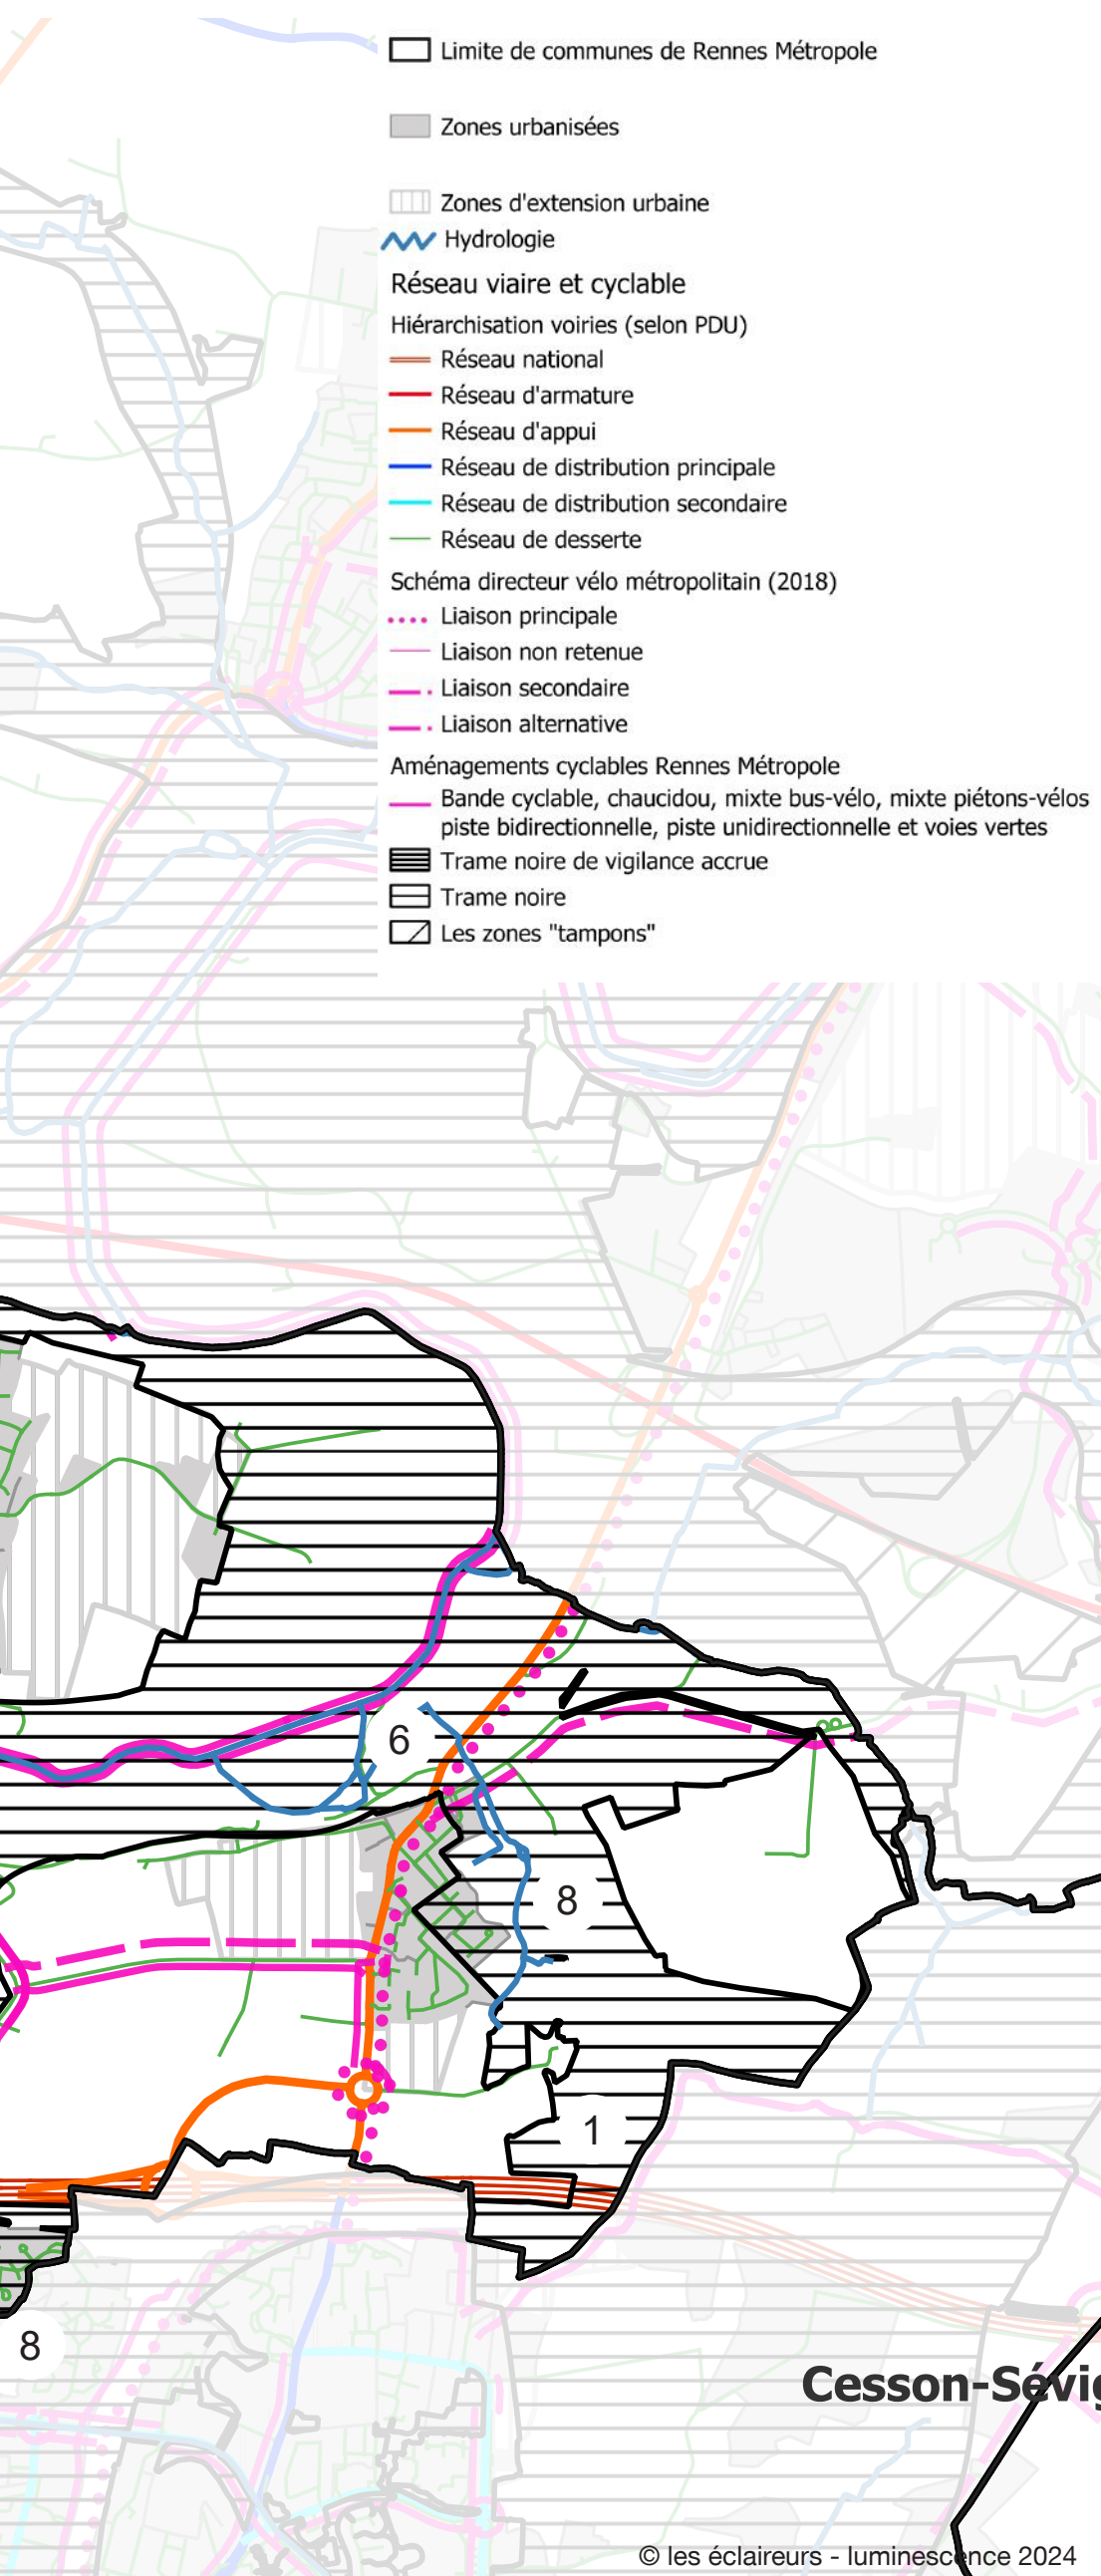 Limite de communes de Rennes Métropole
Zones urbanisées
Zones d'extension urbaine
Hydrologie
Réseau viaire et cyclable
Hiérarchisation voiries (selon PDU)
Réseau national
Réseau d'armature
Réseau d'appui
Réseau de distribution principale
Réseau de distribution secondaire
Réseau de desserte
Schéma directeur vélo métropolitain (2018)
Liaison principale
Liaison non retenue
Liaison secondaire
Liaison alternative
Aménagements cyclables Rennes Métropole
Bande cyclable, chaucidou, mixte bus-vélo, mixte piétons-vélos
piste bidirectionnelle, piste unidirectionnelle et voies vertes
Trame noire de vigilance accrue
Trame noire
Les zones "tampons"
6
8
1
8
Cesson-Sévig
© les éclaireurs - luminescence 2024